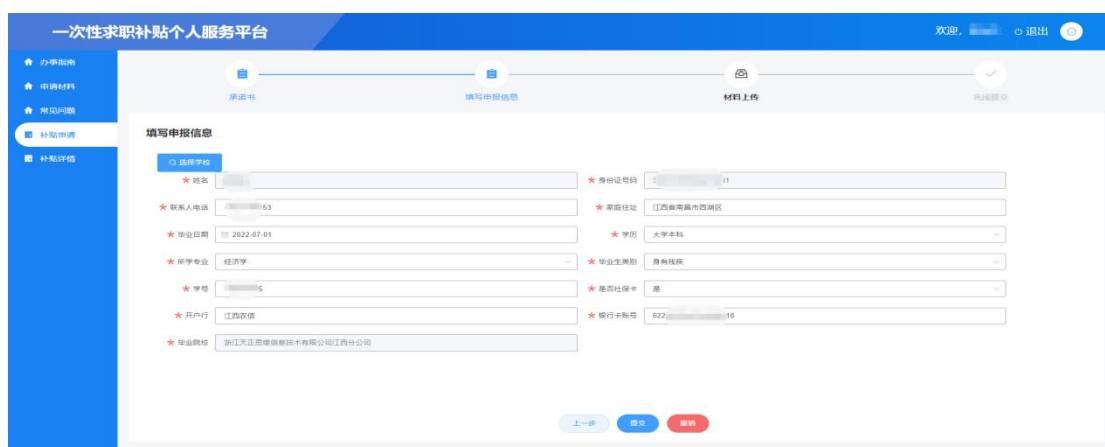 一次性求职补贴个人服务平台
欢迎, 退出
办事指南
申请材料
常见问题
补贴申请
补贴详情
承诺书 填写申报信息 材料上传 完成提交
填写申报信息
选择学校
* 姓名 * 身份证号码 31
* 联系人电话 53 * 家庭住址 江西省南昌市西湖区
* 毕业日期 2022-07-01 * 学历 大学本科
* 所学专业 经济学 * 毕业生类别 身有残疾
* 学号 5 * 是否社保卡 是
* 开户行 江西农信 * 银行卡账号 622 18
* 毕业院校 浙江天正思维信息技术有限公司江西分公司
上一步 提交 撤销